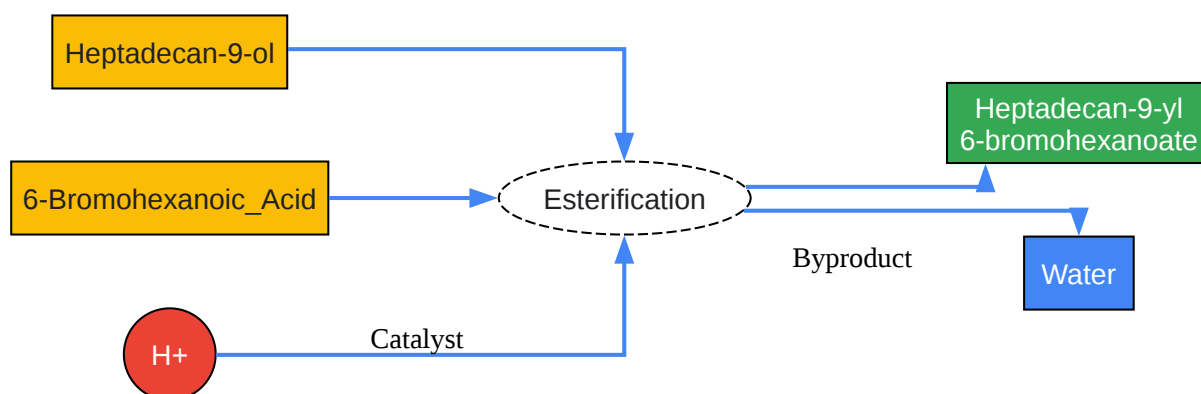 Heptadecan-9-ol
Heptadecan-9-yl
6-bromohexanoate
6-Bromohexanoic_Acid
Esterification
Byproduct
Water
Catalyst
H+